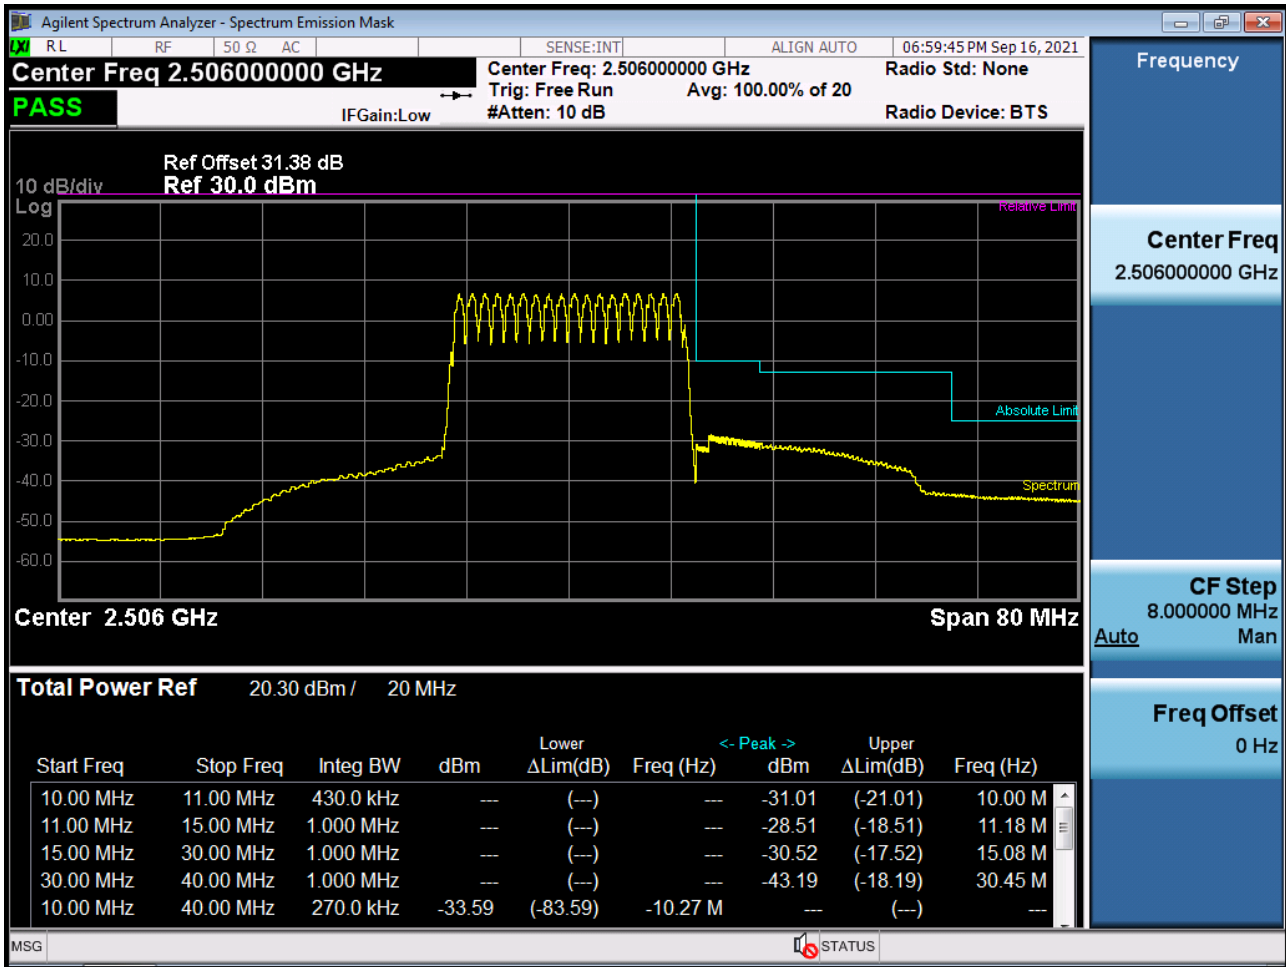 Agilent Spectrum Analyzer - Spectrum Emission Mask
LXI RL RF 50 Ω AC SENSE:INT ALIGN AUTO 06:59:45 PM Sep 16, 2021
Center Freq 2.506000000 GHz
Center Freq: 2.506000000 GHz
Radio Std: None
Trig: Free Run Avg: 100.00% of 20
PASS
IFGain:Low
#Atten: 10 dB
Radio Device: BTS
Ref Offset 31.38 dB
10 dB/div Ref 30.0 dBm
Log
Relative Limit
20.0
10.0
0.00
-10.0
-20.0
Absolute Limit
-30.0
-40.0
Spectrum
-50.0
-60.0
Center 2.506 GHz Span 80 MHz
Total Power Ref 20.30 dBm / 20 MHz
Lower <- Peak -> Upper
Start Freq Stop Freq Integ BW dBm ΔLim(dB) Freq (Hz) dBm ΔLim(dB) Freq (Hz)
10.00 MHz 11.00 MHz 430.0 kHz --- (---) --- -31.01 (-21.01) 10.00 M
11.00 MHz 15.00 MHz 1.000 MHz --- (---) --- -28.51 (-18.51) 11.18 M
15.00 MHz 30.00 MHz 1.000 MHz --- (---) --- -30.52 (-17.52) 15.08 M
30.00 MHz 40.00 MHz 1.000 MHz --- (---) --- -43.19 (-18.19) 30.45 M
10.00 MHz 40.00 MHz 270.0 kHz -33.59 (-83.59) -10.27 M --- (---) ---
MSG STATUS
Frequency
Center Freq
2.506000000 GHz
CF Step
8.000000 MHz
Auto Man
Freq Offset
0 Hz